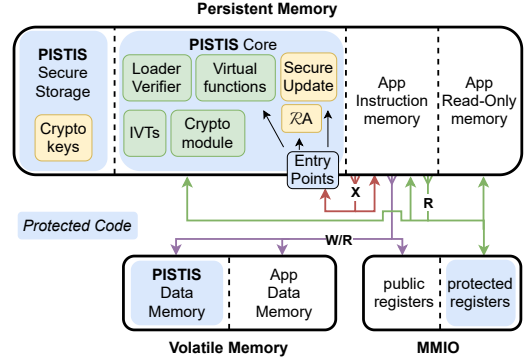 Persistent Memory
PISTIS
Secure
Storage
Crypto
keys
PISTIS Core
Loader
Verifier
Virtual
functions
Secure
Update
IVTs
Crypto
module
RA
Entry
Points
App
Instruction
memory
App
Read-Only
memory
X
R
Protected Code
W/R
PISTIS
Data
Memory
App
Data
Memory
public
registers
protected
registers
Volatile Memory
MMIO